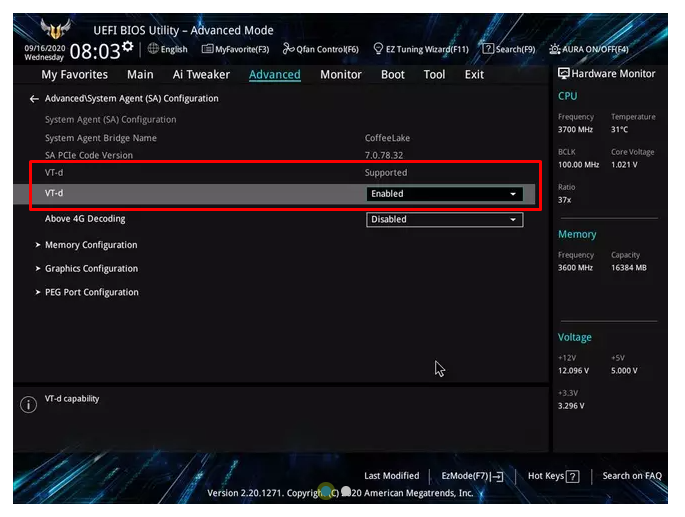 UEFI BIOS Utility – Advanced Mode
09/16/2020 Wednesday 08:03 English MyFavorite(F3) Qfan Control(F6) EZ Tuning Wizard(F11) ? Search(F9) AURA ON/OFF(F4)
My Favorites Main Ai Tweaker Advanced Monitor Boot Tool Exit
← Advanced\System Agent (SA) Configuration
System Agent (SA) Configuration
System Agent Bridge Name CoffeeLake
SA PCIe Code Version 7.0.78.32
VT-d Supported
VT-d Enabled
Above 4G Decoding Disabled
> Memory Configuration
> Graphics Configuration
> PEG Port Configuration
Hardware Monitor
CPU
Frequency Temperature
3700 MHz 31°C
BCLK Core Voltage
100.00 MHz 1.021 V
Ratio
37x
Memory
Frequency Capacity
3600 MHz 16384 MB
Voltage
+12V +5V
12.096 V 5.000 V
+3.3V
3.296 V
i VT-d capability
Last Modified EzMode(F7) Hot Keys ? Search on FAQ
Version 2.20.1271. (C) American Megatrends, Inc.